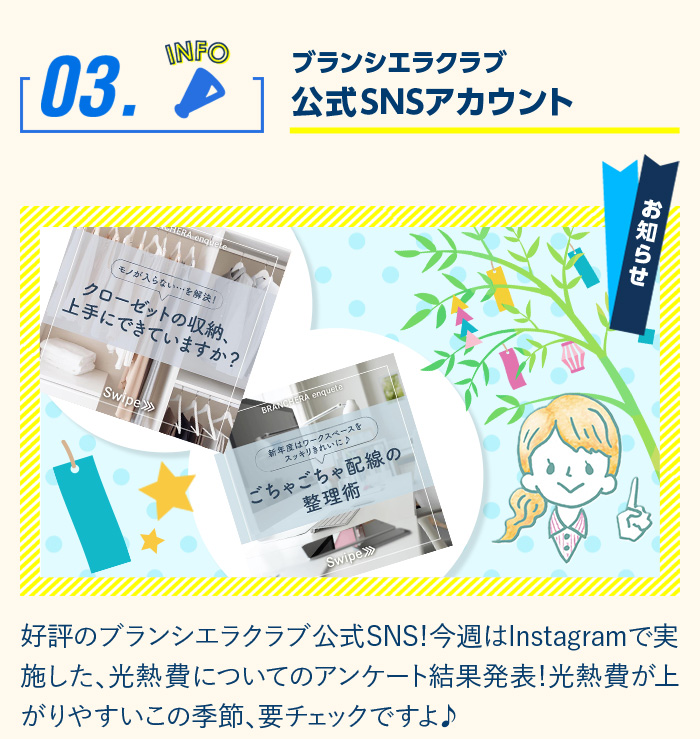 03.
INFO
ブランシエラクラブ
公式SNSアカウント
お知らせ
BRANCHERA enquete
モノが入らない…を解決！
クローゼットの収納、
上手にできていますか？
Swipe
BRANCHERA enquete
新年度はワークスペースを
スッキリきれいに♪
ごちゃごちゃ配線の
整理術
Swipe
好評のブランシエラクラブ公式SNS！今週はInstagramで実
施した、光熱費についてのアンケート結果発表！光熱費が上
がりやすいこの季節、要チェックですよ♪